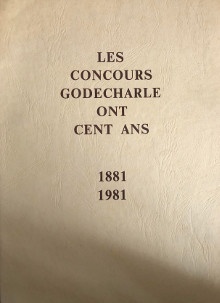 LES
CONCOURS
GODECHARLE
ONT
CENT ANS
1881
1981